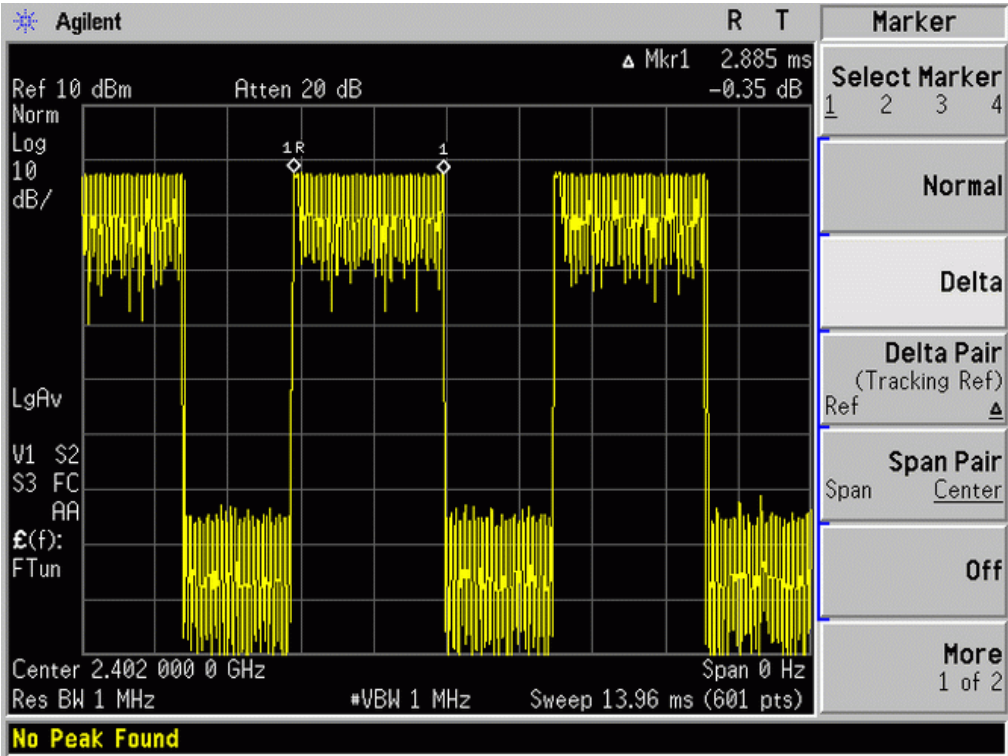 Agilent R T Marker
Δ Mkr1 2.885 ms
Ref 10 dBm Atten 20 dB -0.35 dB
Norm
Log
10
dB/
1R 1
LgAv
V1 S2
S3 FC
AA
£(f):
FTun
Center 2.402 000 0 GHz Span 0 Hz
Res BW 1 MHz #VBW 1 MHz Sweep 13.96 ms (601 pts)
No Peak Found
Select Marker
1 2 3 4
Normal
Delta
Delta Pair
(Tracking Ref)
Ref Δ
Span Pair
Span Center
Off
More
1 of 2